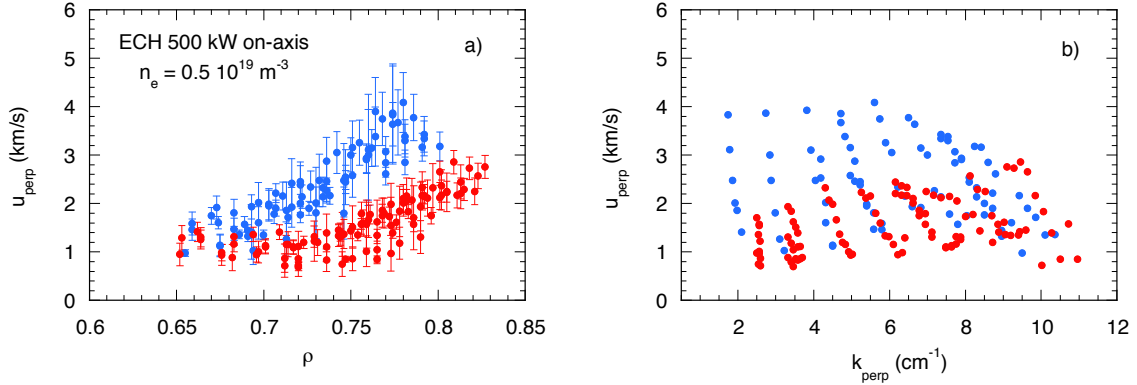 ECH 500 kW on-axis
n_e = 0.5 10^19 m^-3
a)
u_perp (km/s)
6
5
4
3
2
1
0
0.6 0.65 0.7 0.75 0.8 0.85
ρ
b)
u_perp (km/s)
6
5
4
3
2
1
0
2 4 6 8 10 12
k_perp (cm^-1)